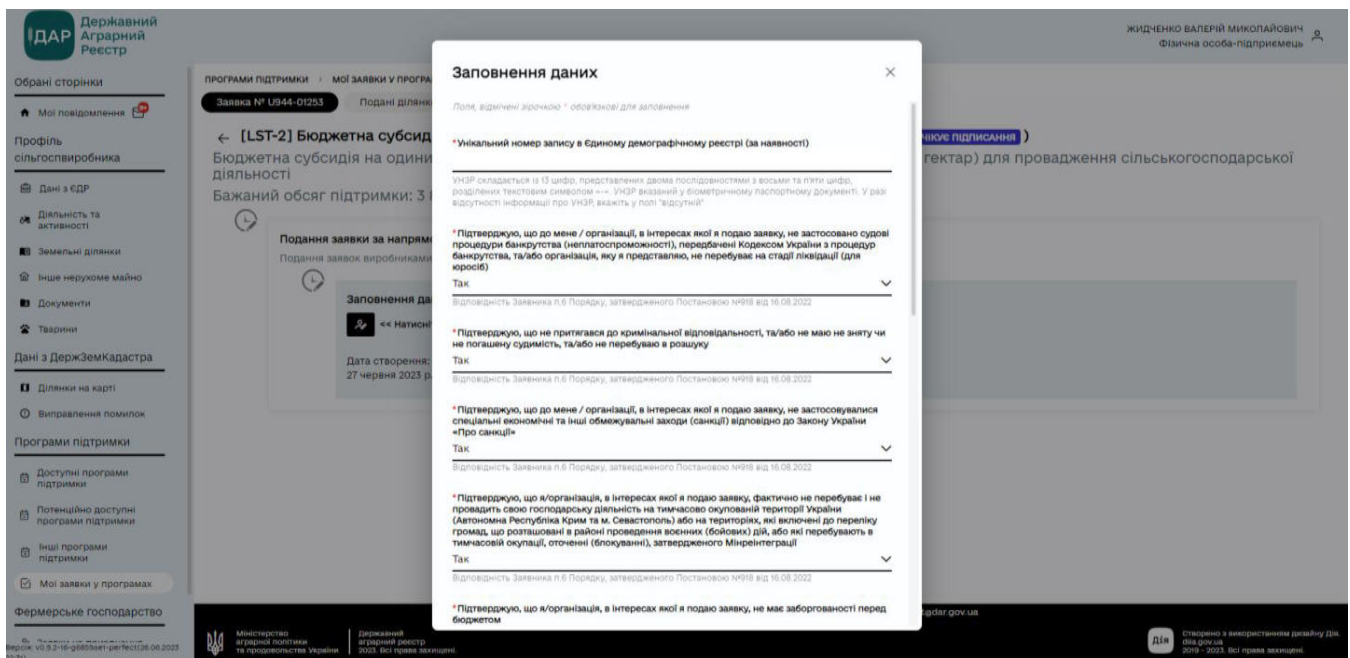 ДАР
Державний
Аграрний
Реєстр
ЖИДЧЕНКО ВАЛЕРІЙ МИКОЛАЙОВИЧ
Фізична особа-підприємець
Обрані сторінки
Мої повідомлення
Профіль
сільгоспвиробника
Дані з ЄДР
Діяльність та
активності
Земельні ділянки
Інше нерухоме майно
Документи
Тварини
Дані з ДержЗемКадастра
Ділянки на карті
Виправлення помилок
Програми підтримки
Доступні програми
підтримки
Потенційно доступні
програми підтримки
Інші програми
підтримки
Мої заявки у програмах
Фермерське господарство
ПРОГРАМИ ПІДТРИМКИ › МОЇ ЗАЯВКИ У ПРОГРА
Заявка № U944-01253 Подані ділянк
← [LST-2] Бюджетна субсид
ЧІКУЄ ПІДПИСАННЯ )
Бюджетна субсидія на одини
гектар) для провадження сільськогосподарської
діяльності
Бажаний обсяг підтримки: 3
Подання заявки за напрямо
Подання заявок виробниками
Заповнення да
<< Натисні
Дата створення:
27 червня 2023 р.
Заповнення даних
Поля, відмічені зірочкою * обов'язкові для заповнення
*Унікальний номер запису в Єдиному демографічному реєстрі (за наявності)
УНЗР складається із 13 цифр, представлених двома послідовностями з восьми та п'яти цифр,
розділених текстовим символом «-». УНЗР вказаний у біометричному паспортному документі. У разі
відсутності інформації про УНЗР, вкажіть у полі "відсутній"
*Підтверджую, що до мене / організації, в інтересах якої я подаю заявку, не застосовано судові
процедури банкрутства (неплатоспроможності), передбачені Кодексом України з процедур
банкрутства, та/або організація, яку я представляю, не перебуває на стадії ліквідації (для
юросіб)
Так
Відповідність Заявника п.6 Порядку, затвердженого Постановою №918 від 16.08.2022
*Підтверджую, що не притягався до кримінальної відповідальності, та/або не маю не зняту чи
не погашену судимість, та/або не перебуваю в розшуку
Так
Відповідність Заявника п.6 Порядку, затвердженого Постановою №918 від 16.08.2022
*Підтверджую, що до мене / організації, в інтересах якої я подаю заявку, не застосовувалися
спеціальні економічні та інші обмежувальні заходи (санкції) відповідно до Закону України
«Про санкції»
Так
Відповідність Заявника п.6 Порядку, затвердженого Постановою №918 від 16.08.2022
*Підтверджую, що я/організація, в інтересах якої я подаю заявку, фактично не перебуває і не
провадить свою господарську діяльність на тимчасово окупованій території України
(Автономна Республіка Крим та м. Севастополь) або на територіях, які включені до переліку
громад, що розташовані в районі проведення воєнних (бойових) дій, або які перебувають в
тимчасовій окупації, оточенні (блокуванні), затвердженого Мінреінтеграції
Так
Відповідність Заявника п.6 Порядку, затвердженого Постановою №918 від 16.08.2022
*Підтверджую, що я/організація, в інтересах якої я подаю заявку, не має заборгованості перед
бюджетом
dar.gov.ua
Міністерство
аграрної політики
та продовольства України
Державний
аграрний реєстр
2023. Всі права захищені.
Дія
Створено з використанням дизайну Дія.
diia.gov.ua
2019 - 2023. Всі права захищені.